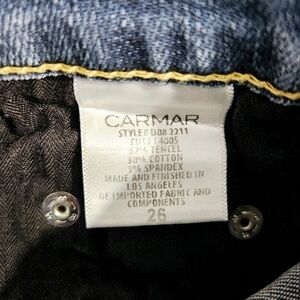 CARMAR
STYLE# D08 2211
CUT# 14005
67% TENCEL
30% COTTON
3% SPANDEX
MADE AND FINISHED IN
LOS ANGELES
OF IMPORTED FABRIC AND
COMPONENTS
26